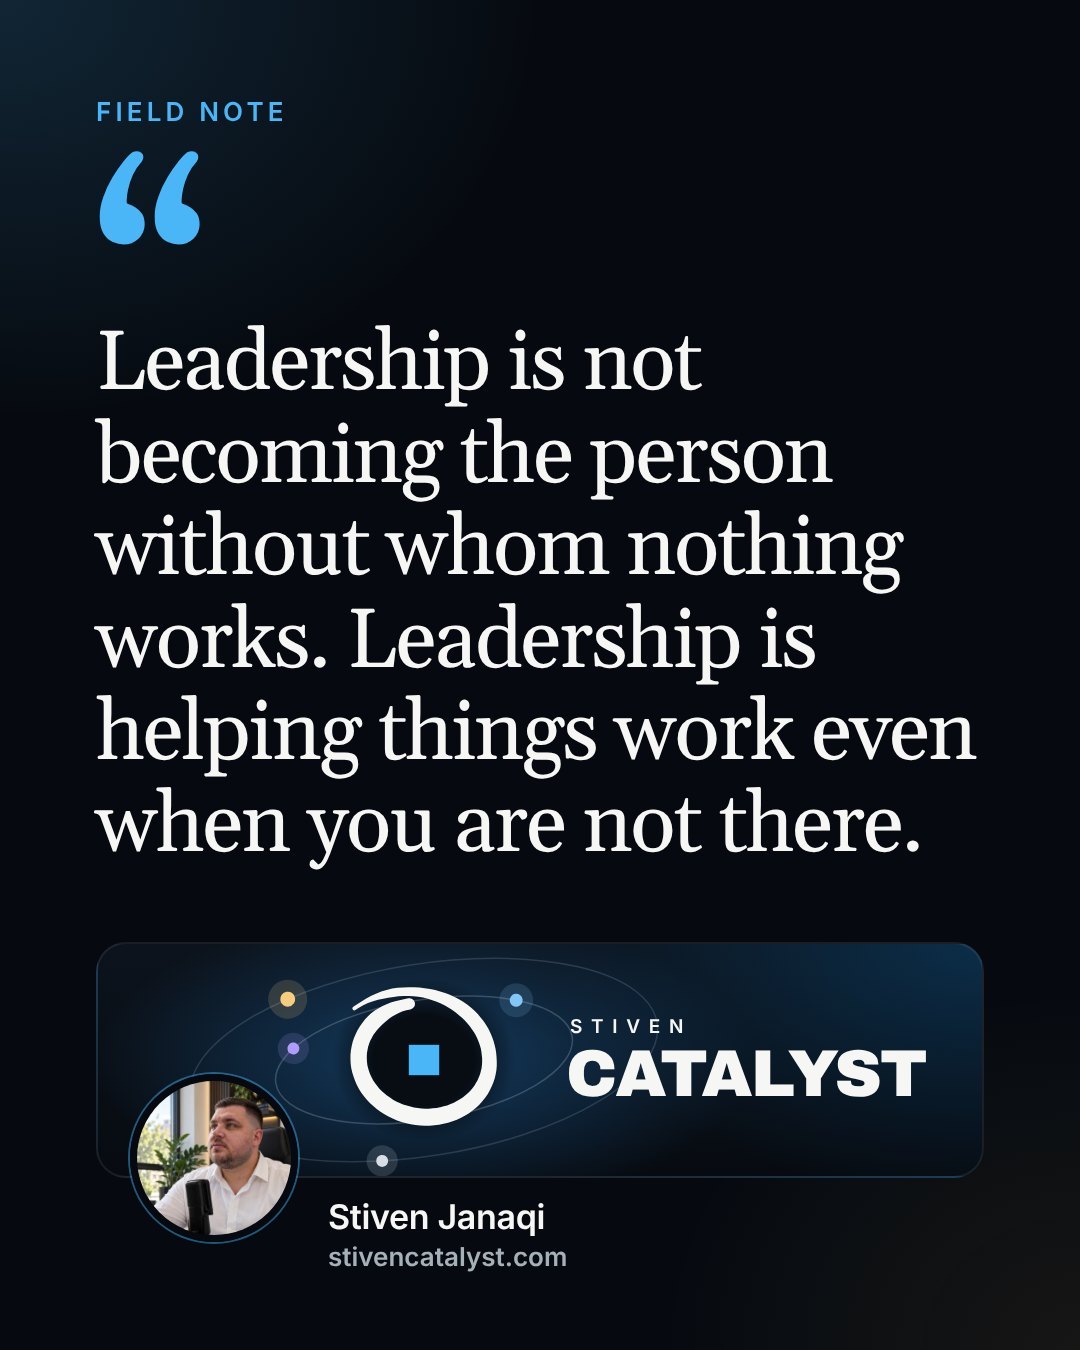 FIELD NOTE
“
Leadership is not
becoming the person
without whom nothing
works. Leadership is
helping things work even
when you are not there.
STIVEN
CATALYST
Stiven Janaqi
stivencatalyst.com